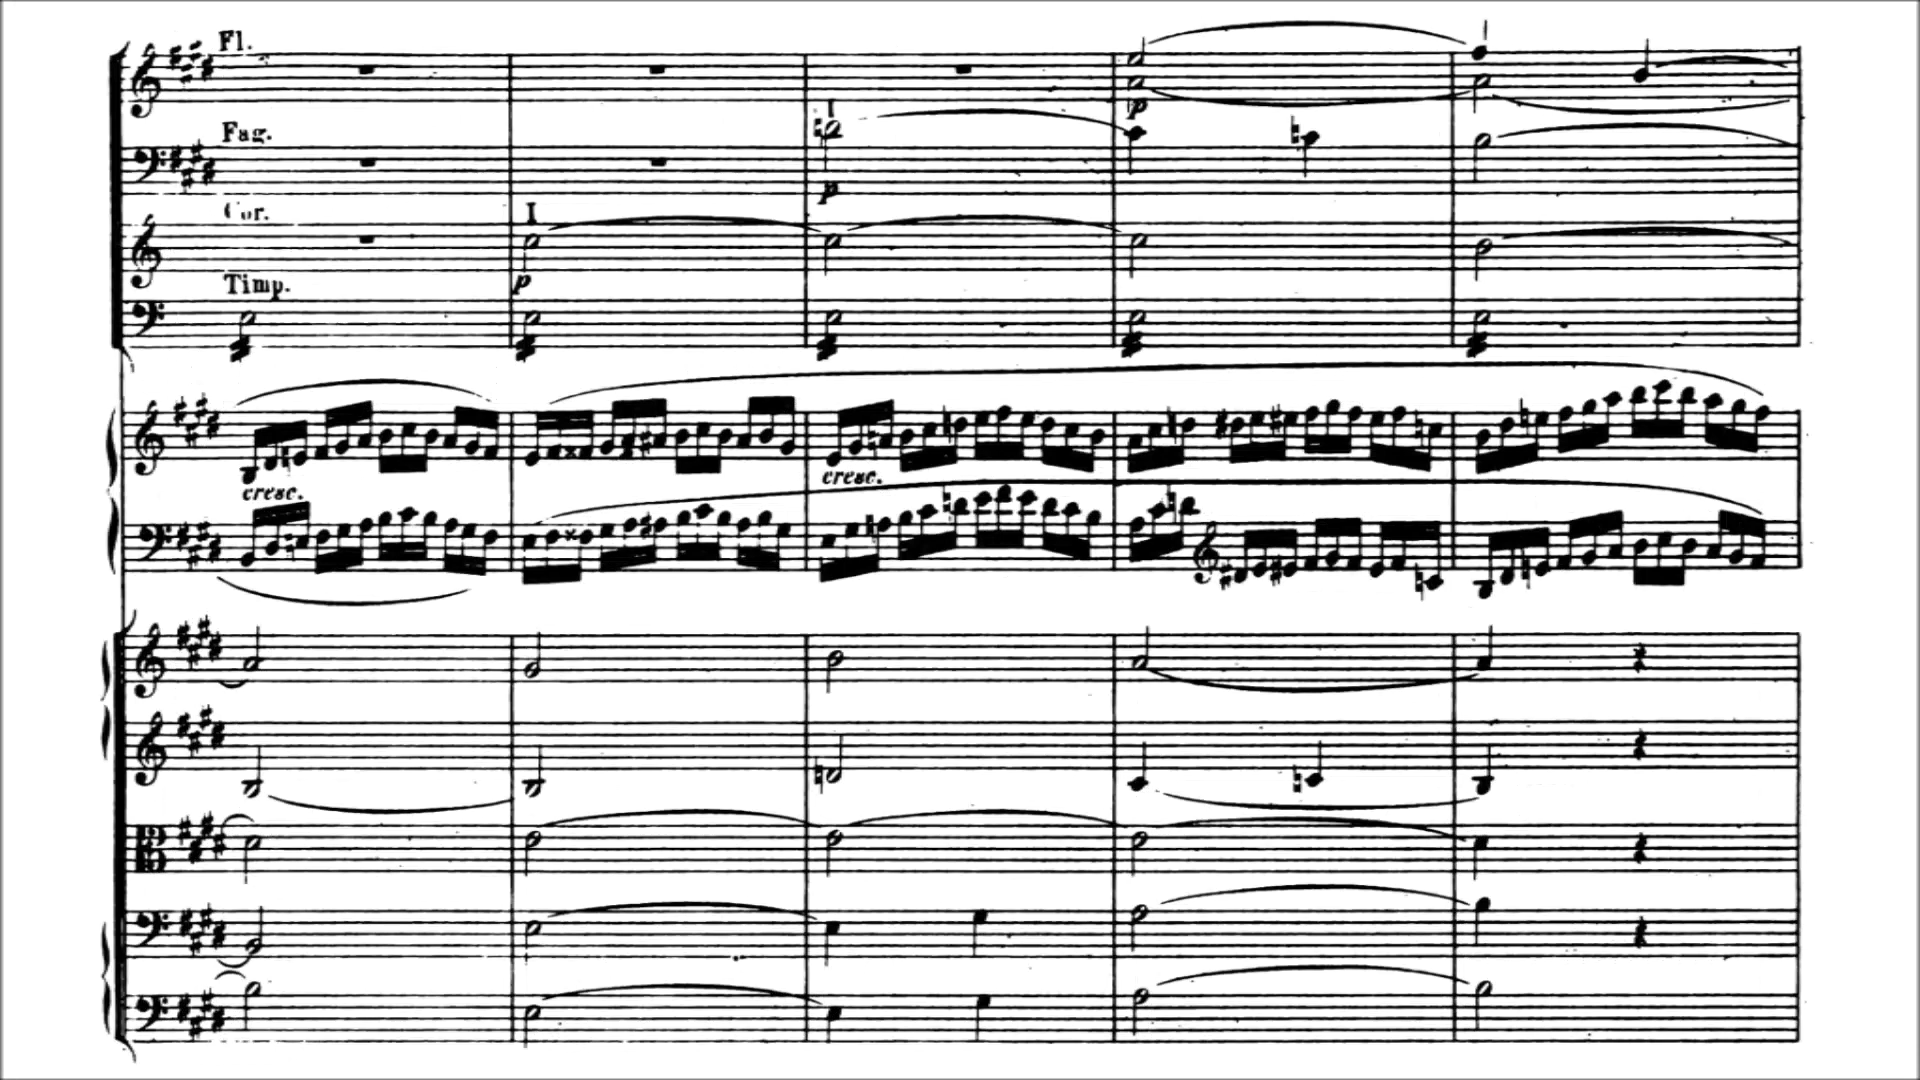 Fl.
I
p
Fag.
p
Cor.
I
p
Timp.
cresc.
cresc.